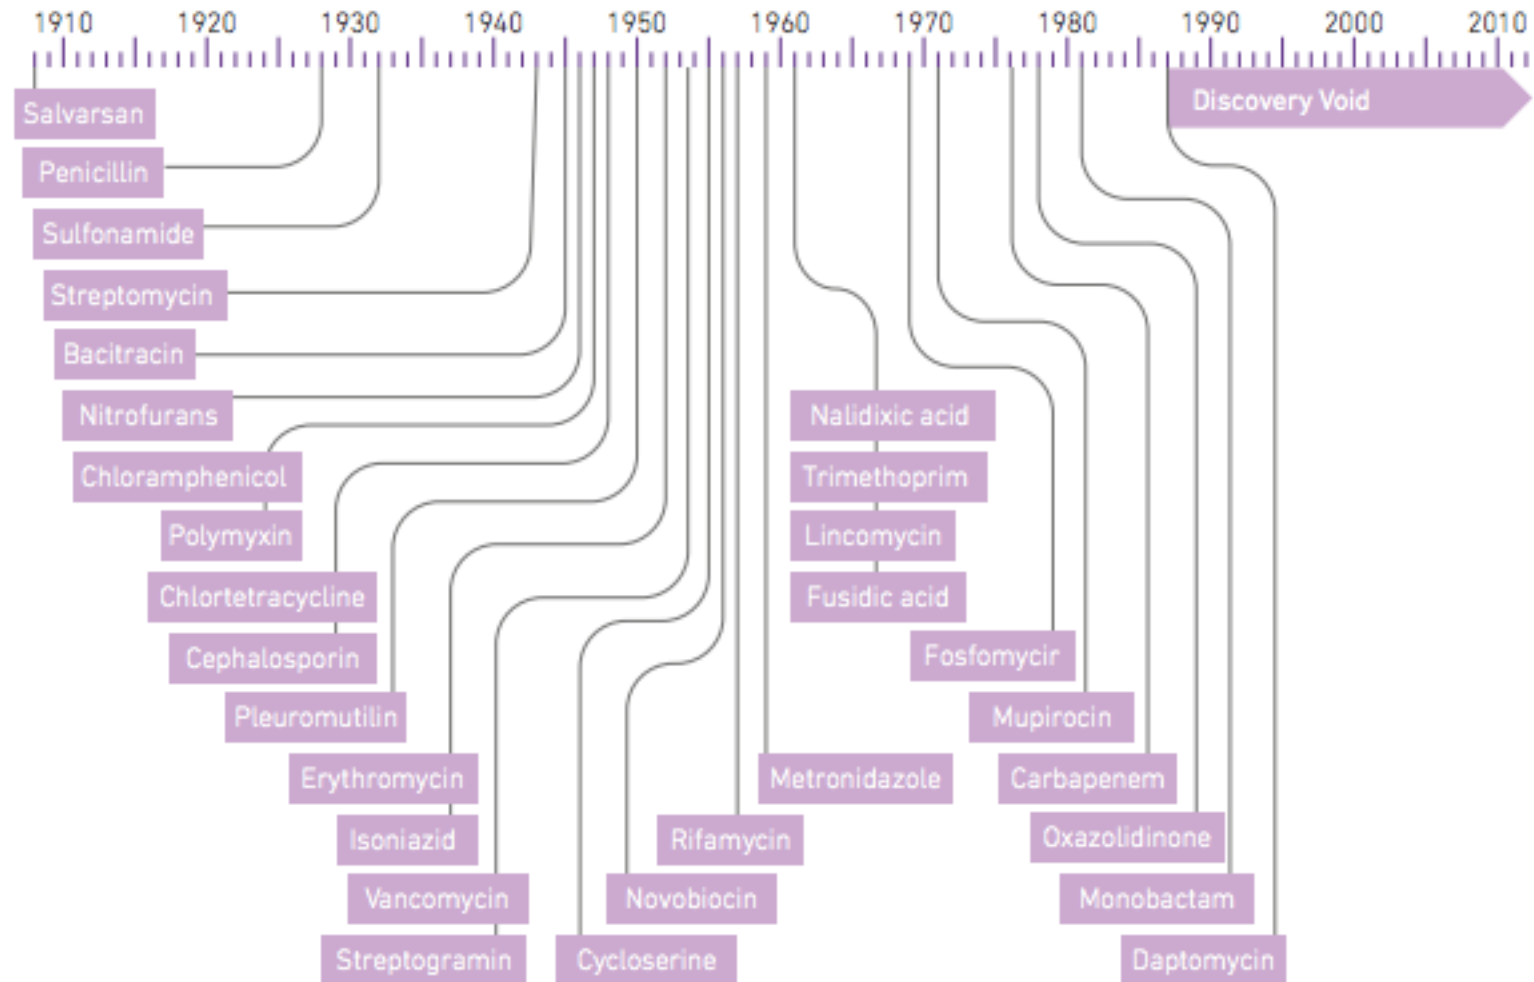 1910 1920 1930 1940 1950 1960 1970 1980 1990 2000 2010
Discovery Void
Salvarsan
Penicillin
Sulfonamide
Streptomycin
Bacitracin
Nitrofurans
Chloramphenicol
Polymyxin
Chlortetracycline
Cephalosporin
Pleuromutilin
Erythromycin
Isoniazid
Vancomycin
Streptogramin
Cycloserine
Novobiocin
Rifamycin
Metronidazole
Nalidixic acid
Trimethoprim
Lincomycin
Fusidic acid
Fosfomycin
Mupirocin
Carbapenem
Oxazolidinone
Monobactam
Daptomycin